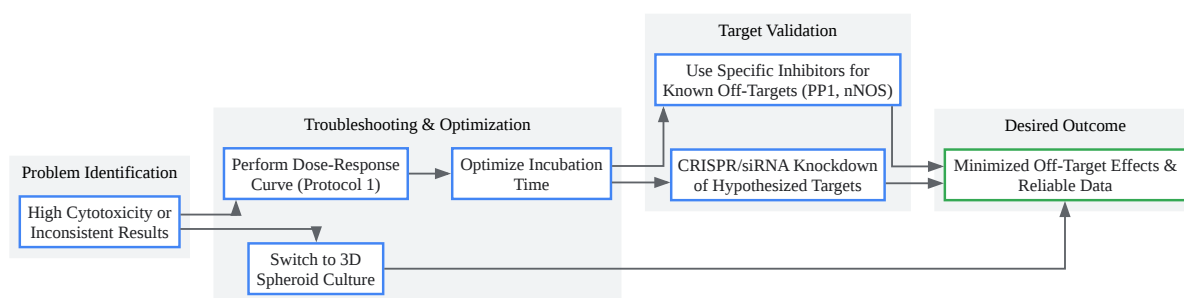 Problem Identification
High Cytotoxicity or
Inconsistent Results
Troubleshooting & Optimization
Perform Dose-Response
Curve (Protocol 1)
Optimize Incubation
Time
Switch to 3D
Spheroid Culture
Target Validation
Use Specific Inhibitors for
Known Off-Targets (PP1, nNOS)
CRISPR/siRNA Knockdown
of Hypothesized Targets
Desired Outcome
Minimized Off-Target Effects &
Reliable Data